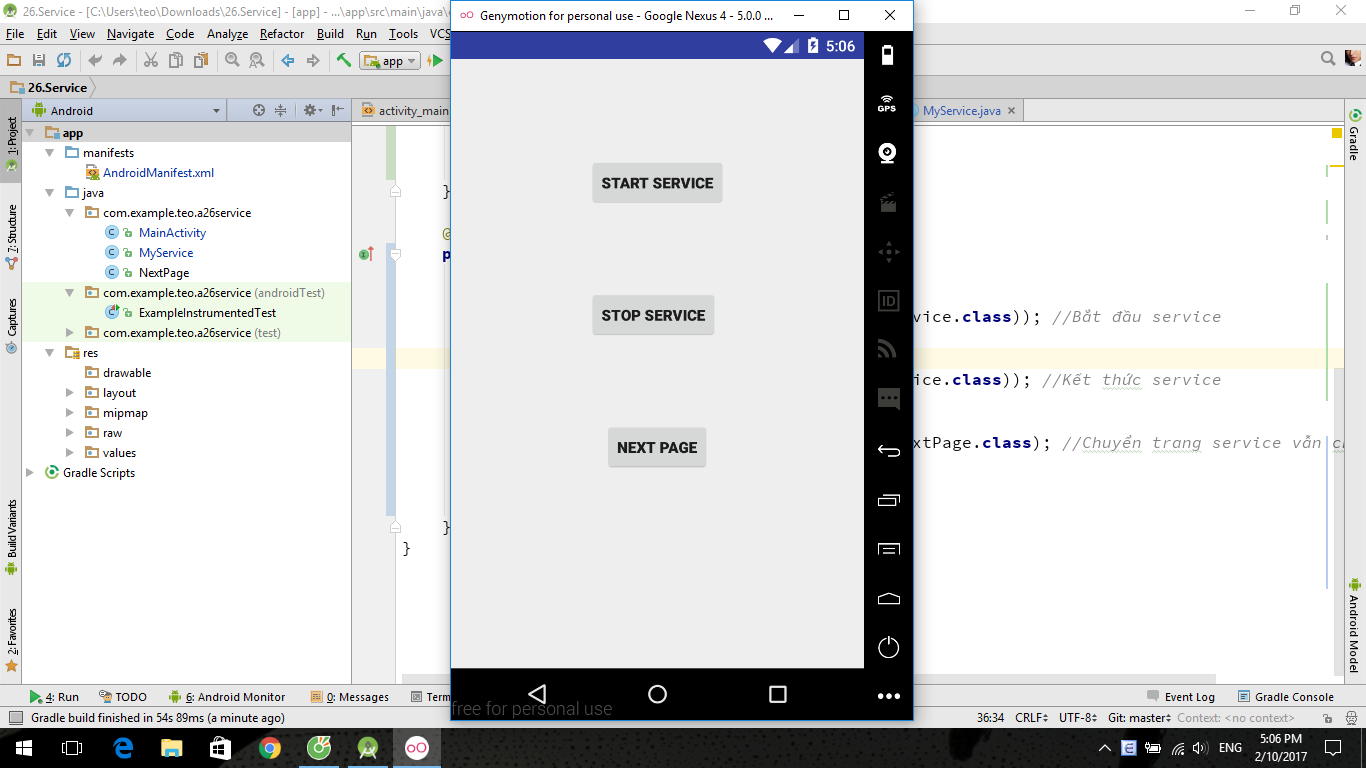 26.Service - [C:\Users\teo\Downloads\26.Service] - [app] - ...\app\src\main\java\
Genymotion for personal use - Google Nexus 4 - 5.0.0 ...
File Edit View Navigate Code Analyze Refactor Build Run Tools VCS
5:06
app
26.Service
GPS
Android
activity_main
MyService.java
1: Project
app
manifests
AndroidManifest.xml
java
com.example.teo.a26service
MainActivity
MyService
NextPage
com.example.teo.a26service (androidTest)
ExampleInstrumentedTest
com.example.teo.a26service (test)
res
drawable
layout
mipmap
raw
values
Gradle Scripts
7: Structure
Captures
Build Variants
2: Favorites
}
@
p
}
}
START SERVICE
STOP SERVICE
NEXT PAGE
ID
vice.class)); //Bắt đầu service
ice.class)); //Kết thức service
xtPage.class); //Chuyển trang service vẫn c
Gradle
Android Model
free for personal use
4: Run TODO 6: Android Monitor 0: Messages Term
Event Log Gradle Console
Gradle build finished in 54s 89ms (a minute ago)
36:34 CRLF UTF-8 Git: master Context: <no context>
ENG
5:06 PM
2/10/2017